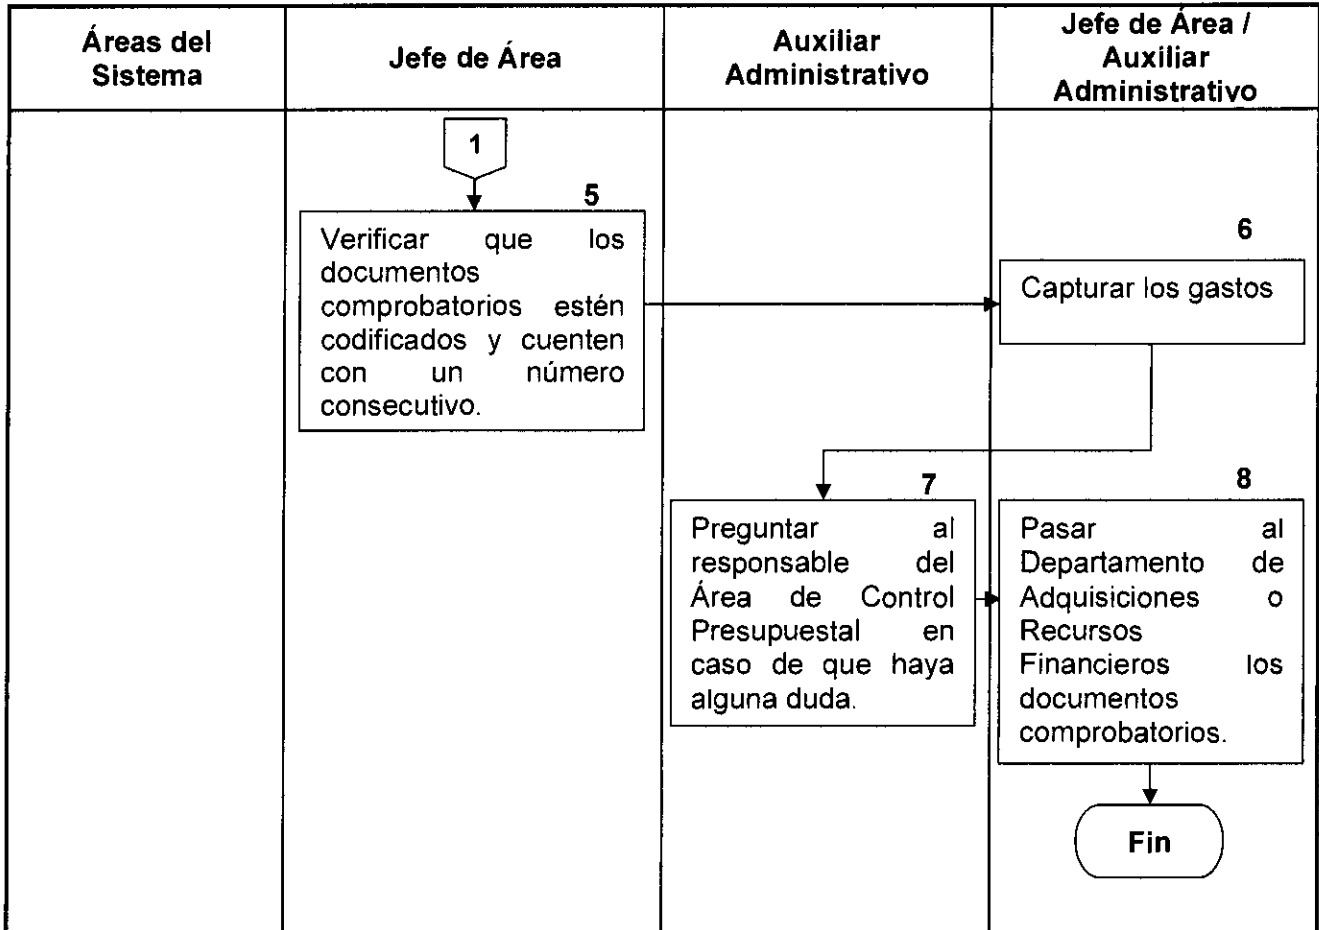 Áreas del
Sistema
Jefe de Área
Auxiliar
Administrativo
Jefe de Área /
Auxiliar
Administrativo
1
5
Verificar que los
documentos
comprobatorios estén
codificados y cuenten
con un número
consecutivo.
6
Capturar los gastos
7
Preguntar al
responsable del
Área de Control
Presupuestal en
caso de que haya
alguna duda.
8
Pasar al
Departamento de
Adquisiciones o
Recursos
Financieros los
documentos
comprobatorios.
Fin